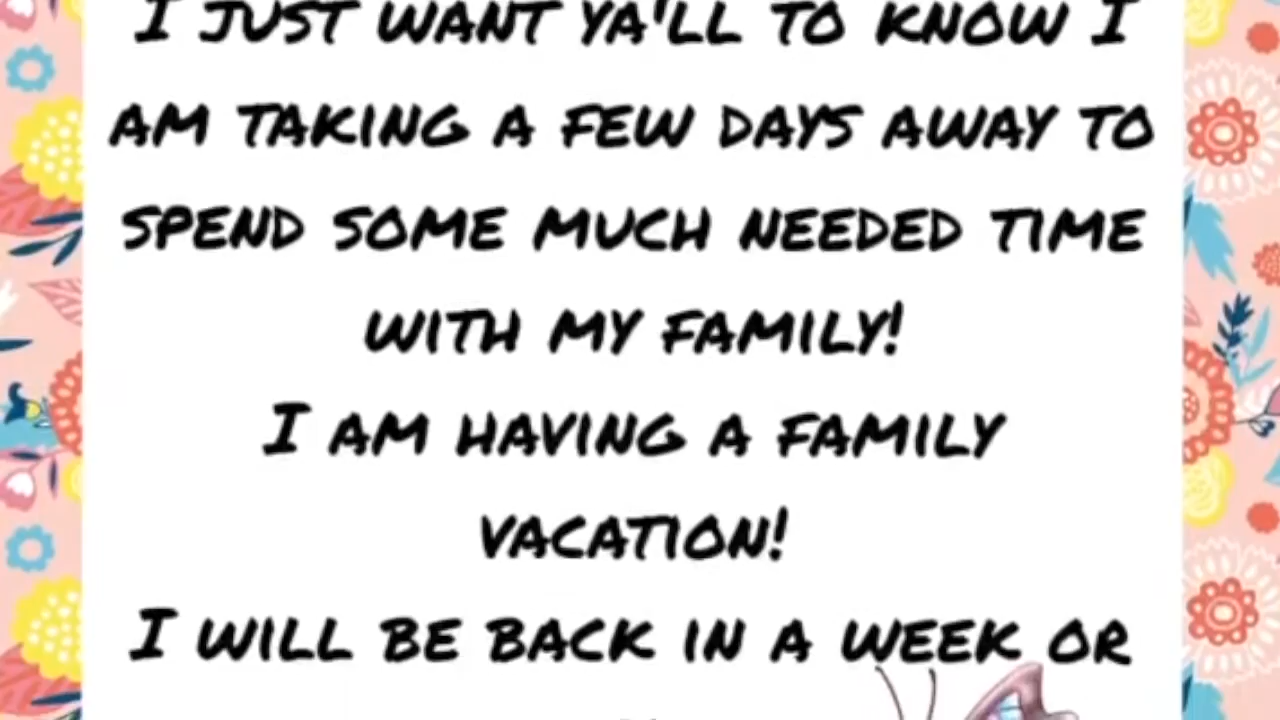 I JUST WANT YA'LL TO KNOW I
AM TAKING A FEW DAYS AWAY TO
SPEND SOME MUCH NEEDED TIME
WITH MY FAMILY!
I AM HAVING A FAMILY
VACATION!
I WILL BE BACK IN A WEEK OR